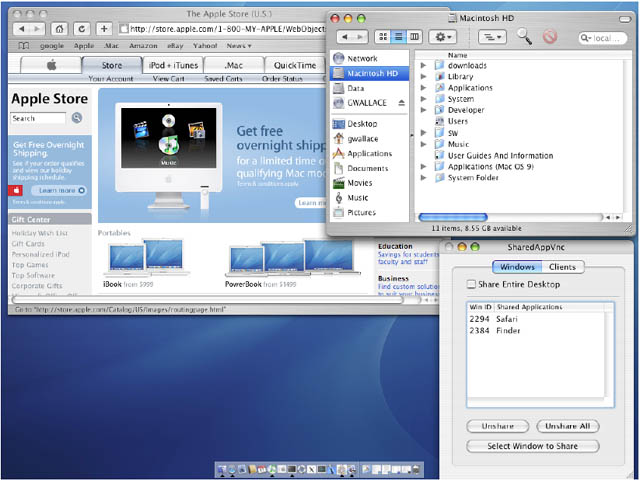 The Apple Store (U.S.)
http://store.apple.com/1-800-MY-APPLE/WebObjects
google Apple .Mac Amazon eBay Yahoo! News
Store iPod + iTunes .Mac QuickTime
Your Account View Cart Saved Carts Order Status
Apple Store
Search
Get Free
Overnight
Shipping.
See if your order qualifies
and view our holiday
shipping schedule.
Learn more
Terms & conditions apply.
Gift Center
Holiday Wish List
Gift Cards
Personalized iPod
Top Games
Top Software
Corporate Gifts
Music
Get free
overnight shipping
for a limited time on
qualifying Mac mod
Terms & conditions apply.
Learn more
Portables
iBook from $999
PowerBook from $1499
Education
Savings for students,
faculty and staff
Business
Find custom solutions
to suit your business
Go to "http://store.apple.com/Catalog/US/Images/routingpage.html"
Macintosh HD
local ...
Network
Macintosh HD
Data
GWALLACE
Desktop
gwallace
Applications
Documents
Movies
Music
Pictures
Name
downloads
Library
Applications
System
Developer
Users
sw
Music
User Guides And Information
Applications (Mac OS 9)
System Folder
11 items, 8.55 GB available
SharedAppVnc
Windows Clients
Share Entire Desktop
Win ID Shared Applications
2294 Safari
2384 Finder
Unshare Unshare All
Select Window to Share